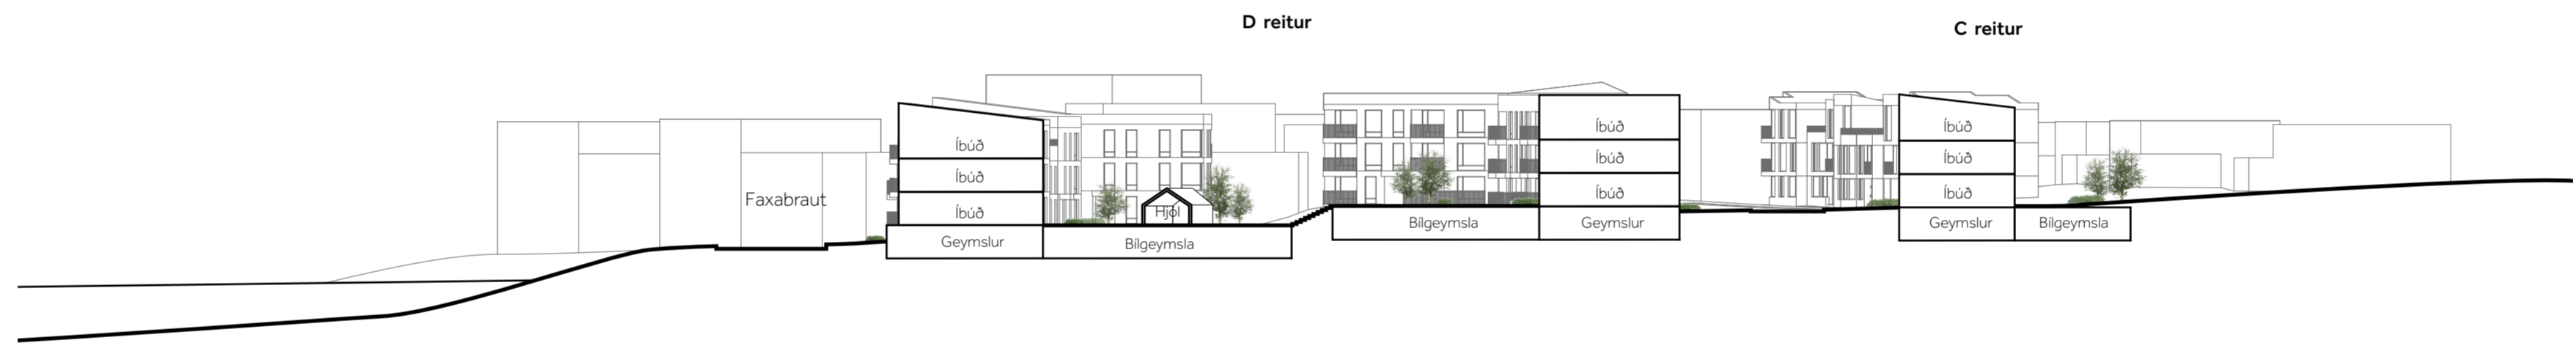 D reitur
C reitur
Íbúð
Íbúð
Íbúð
Geymslur
Faxabraut
Hjól
Bílgeymsla
Íbúð
Íbúð
Íbúð
Bílgeymsla
Geymslur
Íbúð
Íbúð
Íbúð
Geymslur
Bílgeymsla